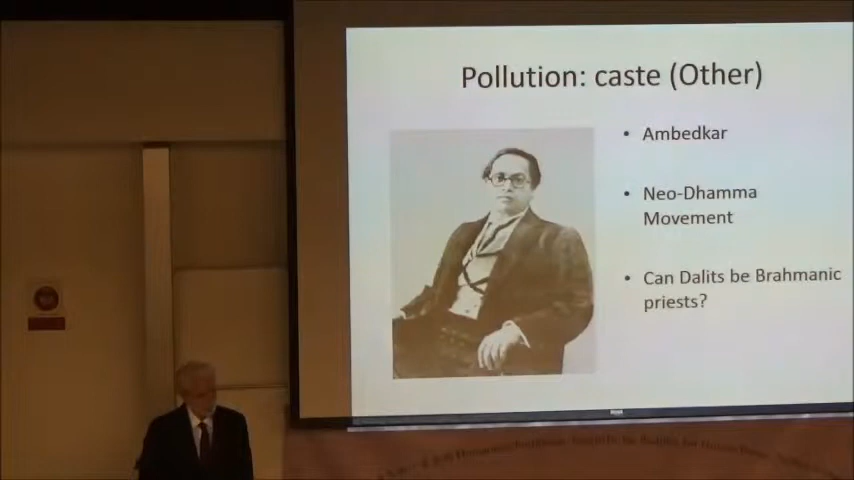 Pollution: caste (Other)
• Ambedkar
• Neo-Dhamma
Movement
• Can Dalits be Brahmanic
priests?